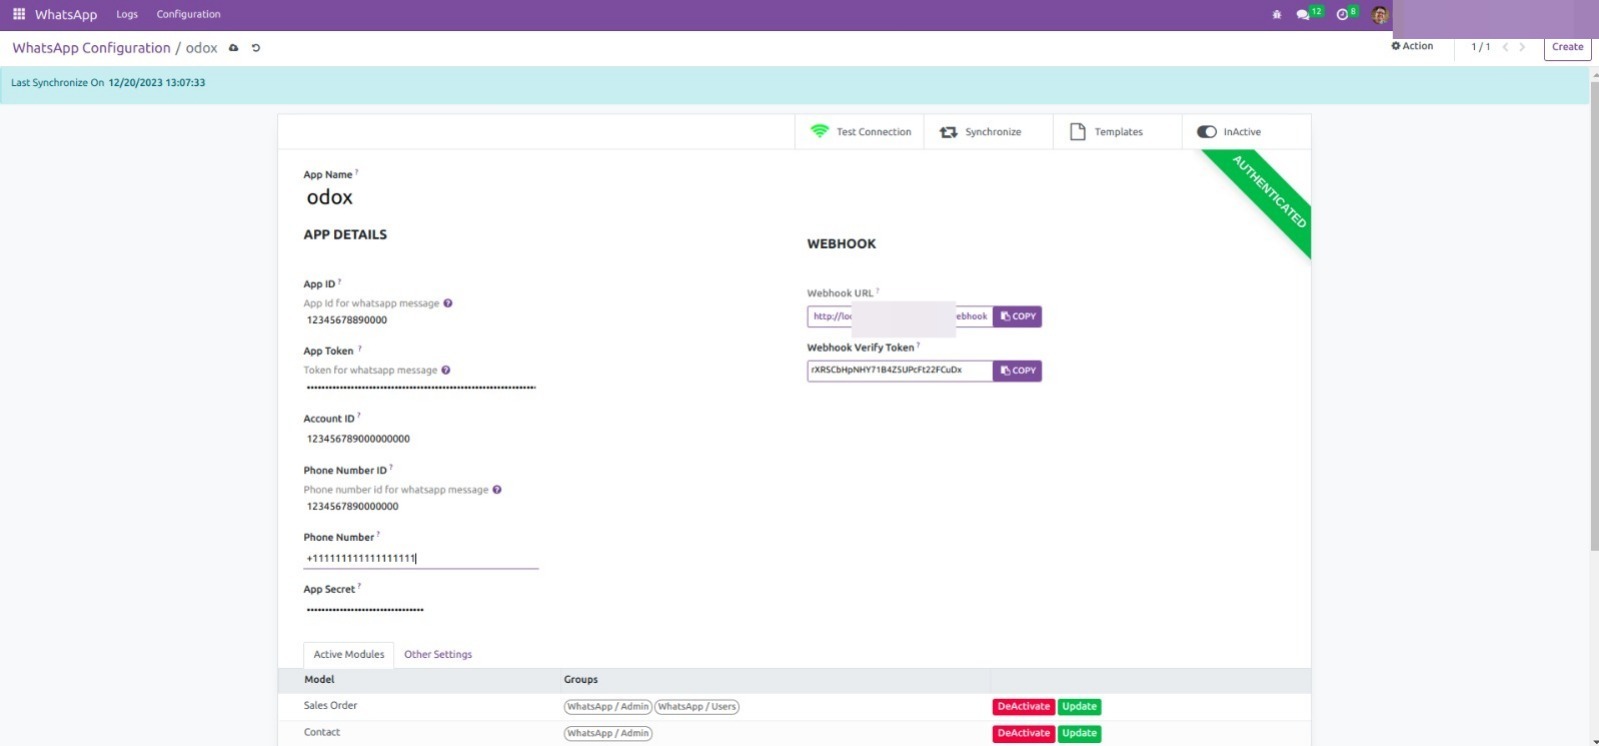 WhatsApp Logs Configuration 12 8
WhatsApp Configuration / odox Action 1 / 1 Create
Last Synchronize On 12/20/2023 13:07:33
Test Connection Synchronize Templates InActive
AUTHENTICATED
App Name ?
odox
APP DETAILS
App ID ?
App Id for whatsapp message ?
12345678890000
App Token ?
Token for whatsapp message ?
Account ID ?
123456789000000000
Phone Number ID ?
Phone number id for whatsapp message ?
1234567890000000
Phone Number ?
+111111111111111111
App Secret ?
WEBHOOK
Webhook URL ?
http://loc ebhook COPY
Webhook Verify Token ?
rXRSCbHpNHY71B4Z5UPcFt22FCuDx COPY
Active Modules Other Settings
Model Groups
Sales Order WhatsApp / Admin WhatsApp / Users DeActivate Update
Contact WhatsApp / Admin DeActivate Update